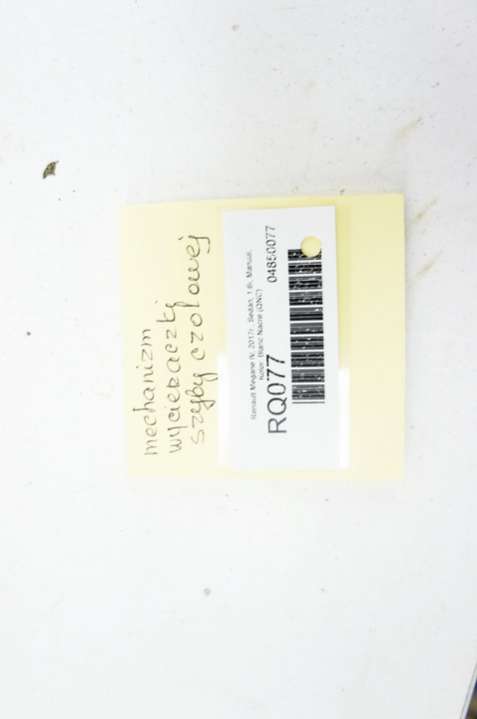 mechanizm
wycieraczki
szyby czołowej
Renault Megane IV, 2017r., Sedan, 1.6i, Manual,
Kolor: Blanc Nacre (QNC)
RQ077
04850077